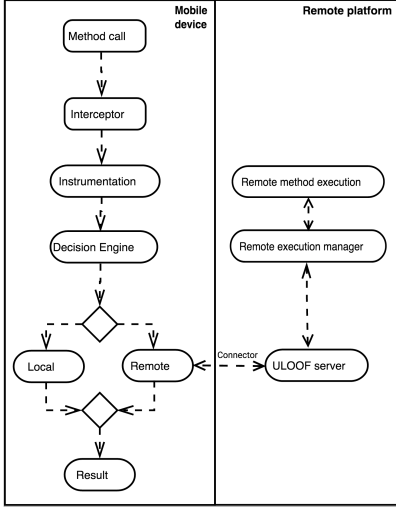 Mobile
device
Remote platform
Method call
Interceptor
Instrumentation
Remote method execution
Decision Engine
Remote execution manager
Local
Remote
Connector
ULOOF server
Result